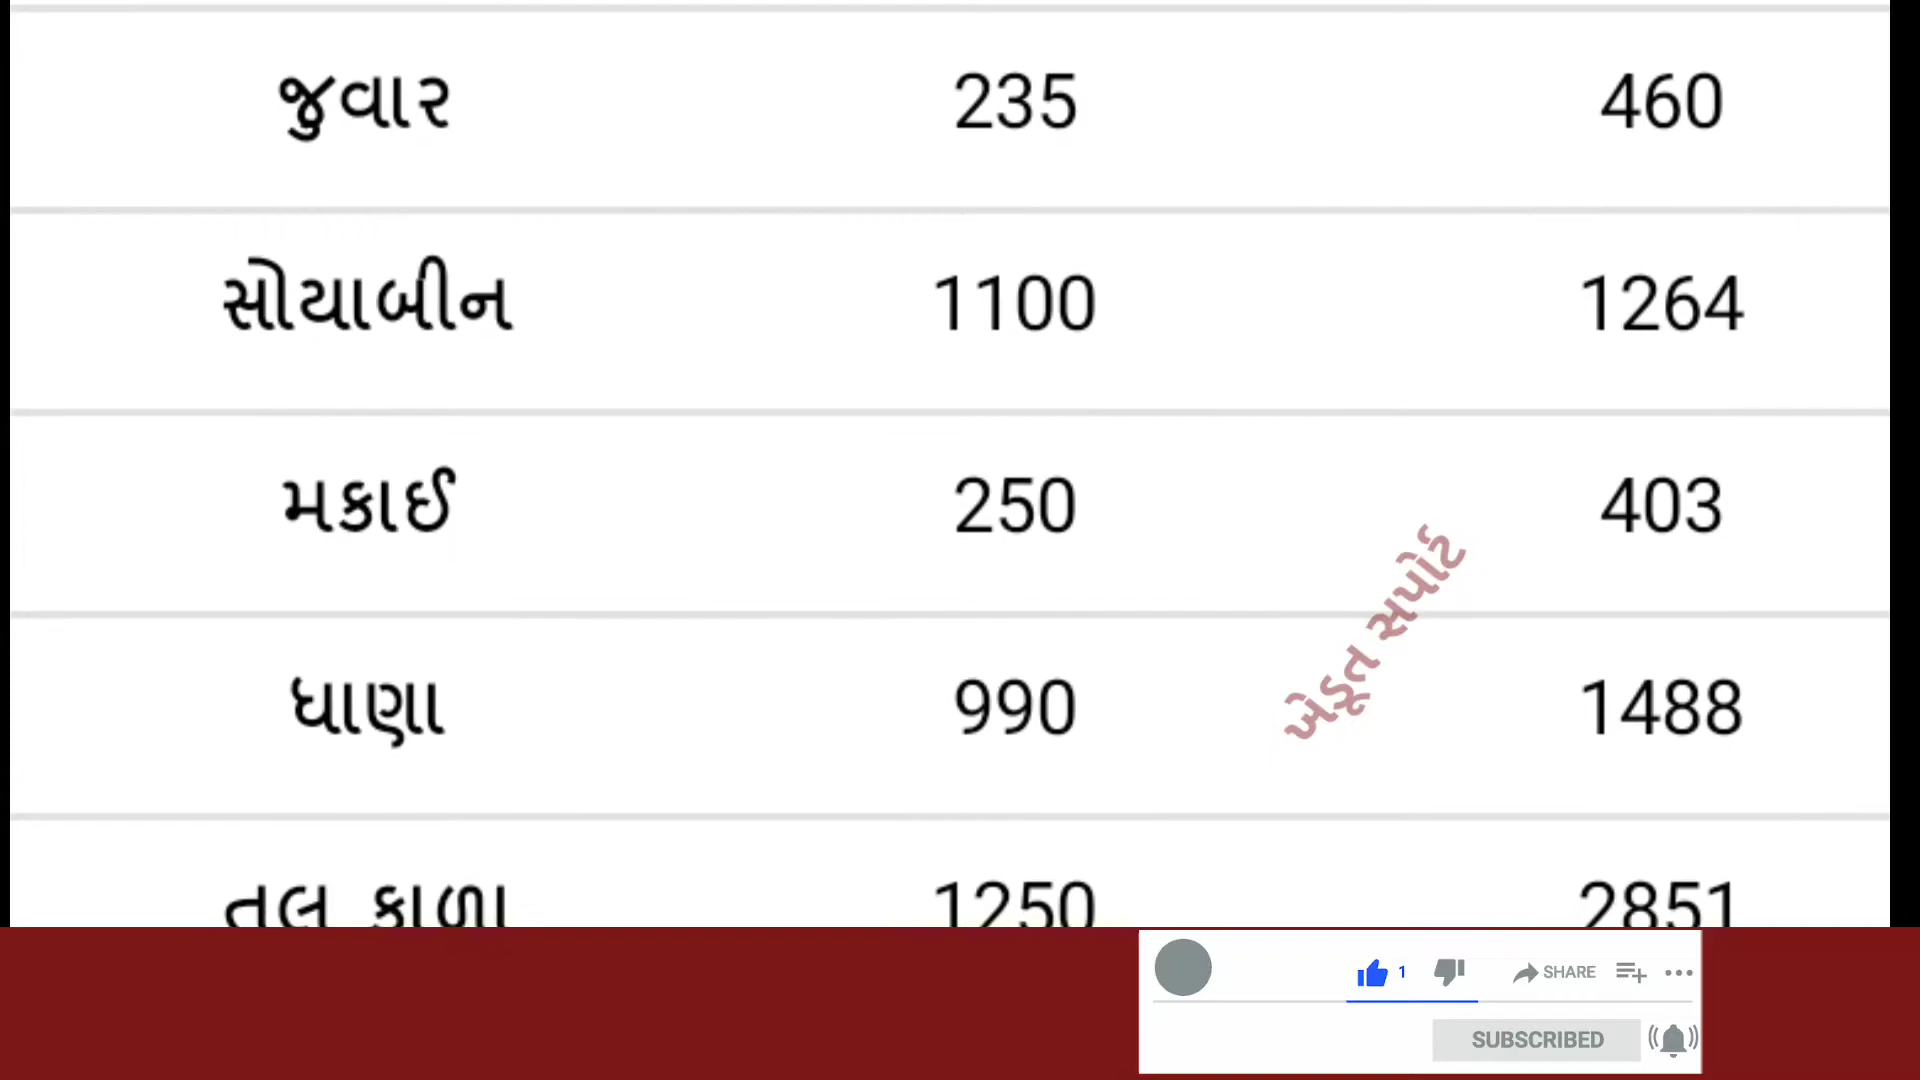 જુવાર 235 460
સોયાબીન 1100 1264
મકાઈ 250 403
ખેડૂત સપોર્ટ
ધાણા 990 1488
તલ કાળા 1250 2851
1 SHARE
SUBSCRIBED